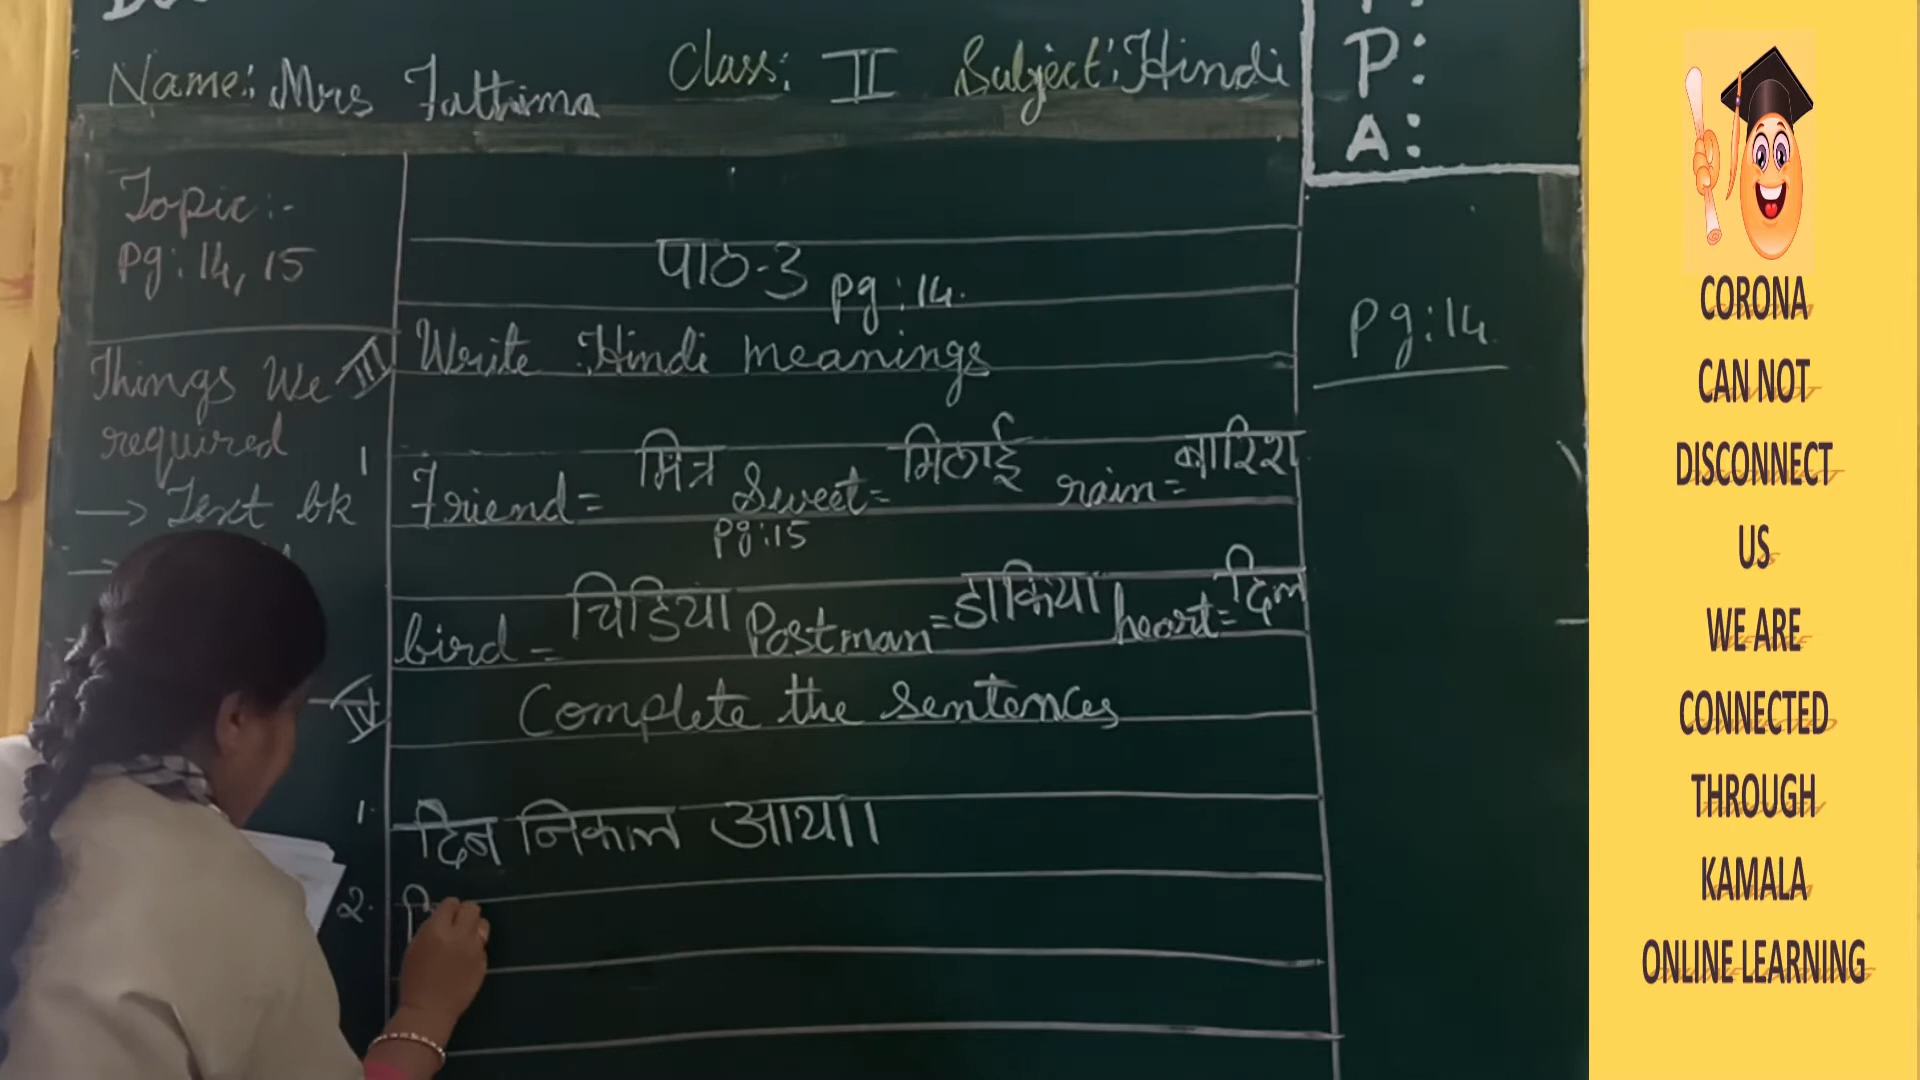 Name: Mrs Fattima Class: II Subject: Hindi
P:
A:
Topic:-
pg: 14, 15
Things We required
→ Text bk
पाठ-3 pg: 14.
III Write Hindi meanings
1 Friend = मित्र Sweet = मिठाई rain = बारिश
pg:15
bird = चिडिया Postman = डाकिया heart = दिल
IV Complete the sentences
1. दिन निकाल आया।
2.
pg:14
CORONA
CAN NOT
DISCONNECT
US
WE ARE
CONNECTED
THROUGH
KAMALA
ONLINE LEARNING